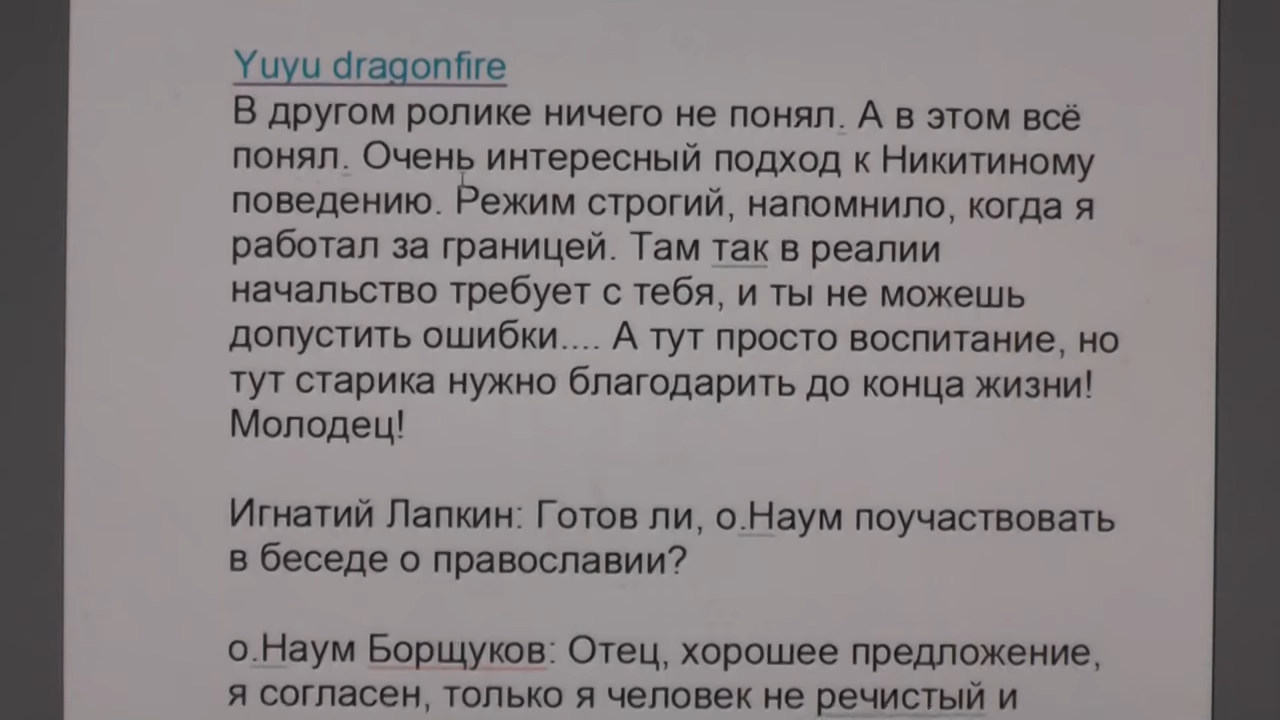 Yuyu dragonfire
В другом ролике ничего не понял. А в этом всё
понял. Очень интересный подход к Никитиному
поведению. Режим строгий, напомнило, когда я
работал за границей. Там так в реалии
начальство требует с тебя, и ты не можешь
допустить ошибки.... А тут просто воспитание, но
тут старика нужно благодарить до конца жизни!
Молодец!
Игнатий Лапкин: Готов ли, о.Наум поучаствовать
в беседе о православии?
о.Наум Борщуков: Отец, хорошее предложение,
я согласен, только я человек не речистый и